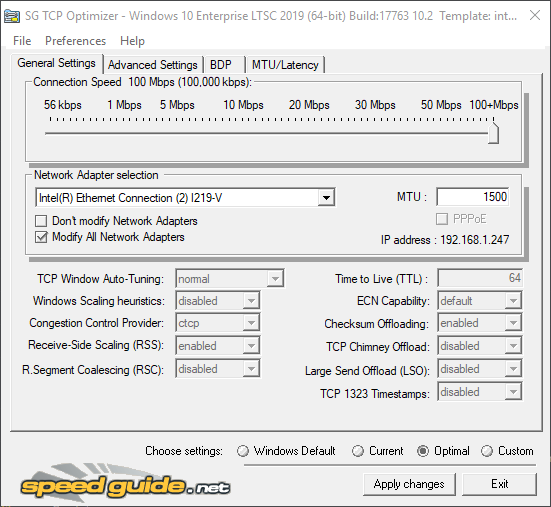 SG TCP Optimizer - Windows 10 Enterprise LTSC 2019 (64-bit) Build:17763 10.2  Template: int...
File Preferences Help
General Settings Advanced Settings BDP MTU/Latency
Connection Speed 100 Mbps (100,000 kbps):
56 kbps 1 Mbps 5 Mbps 10 Mbps 20 Mbps 30 Mbps 50 Mbps 100+Mbps
Network Adapter selection
Intel(R) Ethernet Connection (2) I219-V MTU : 1500
Don't modify Network Adapters PPPoE
Modify All Network Adapters IP address : 192.168.1.247
TCP Window Auto-Tuning: normal Time to Live (TTL) : 64
Windows Scaling heuristics: disabled ECN Capability: default
Congestion Control Provider: ctcp Checksum Offloading: enabled
Receive-Side Scaling (RSS): enabled TCP Chimney Offload: disabled
R.Segment Coalescing (RSC): disabled Large Send Offload (LSO): disabled
TCP 1323 Timestamps: disabled
Choose settings: Windows Default Current Optimal Custom
speedguide.net Apply changes Exit